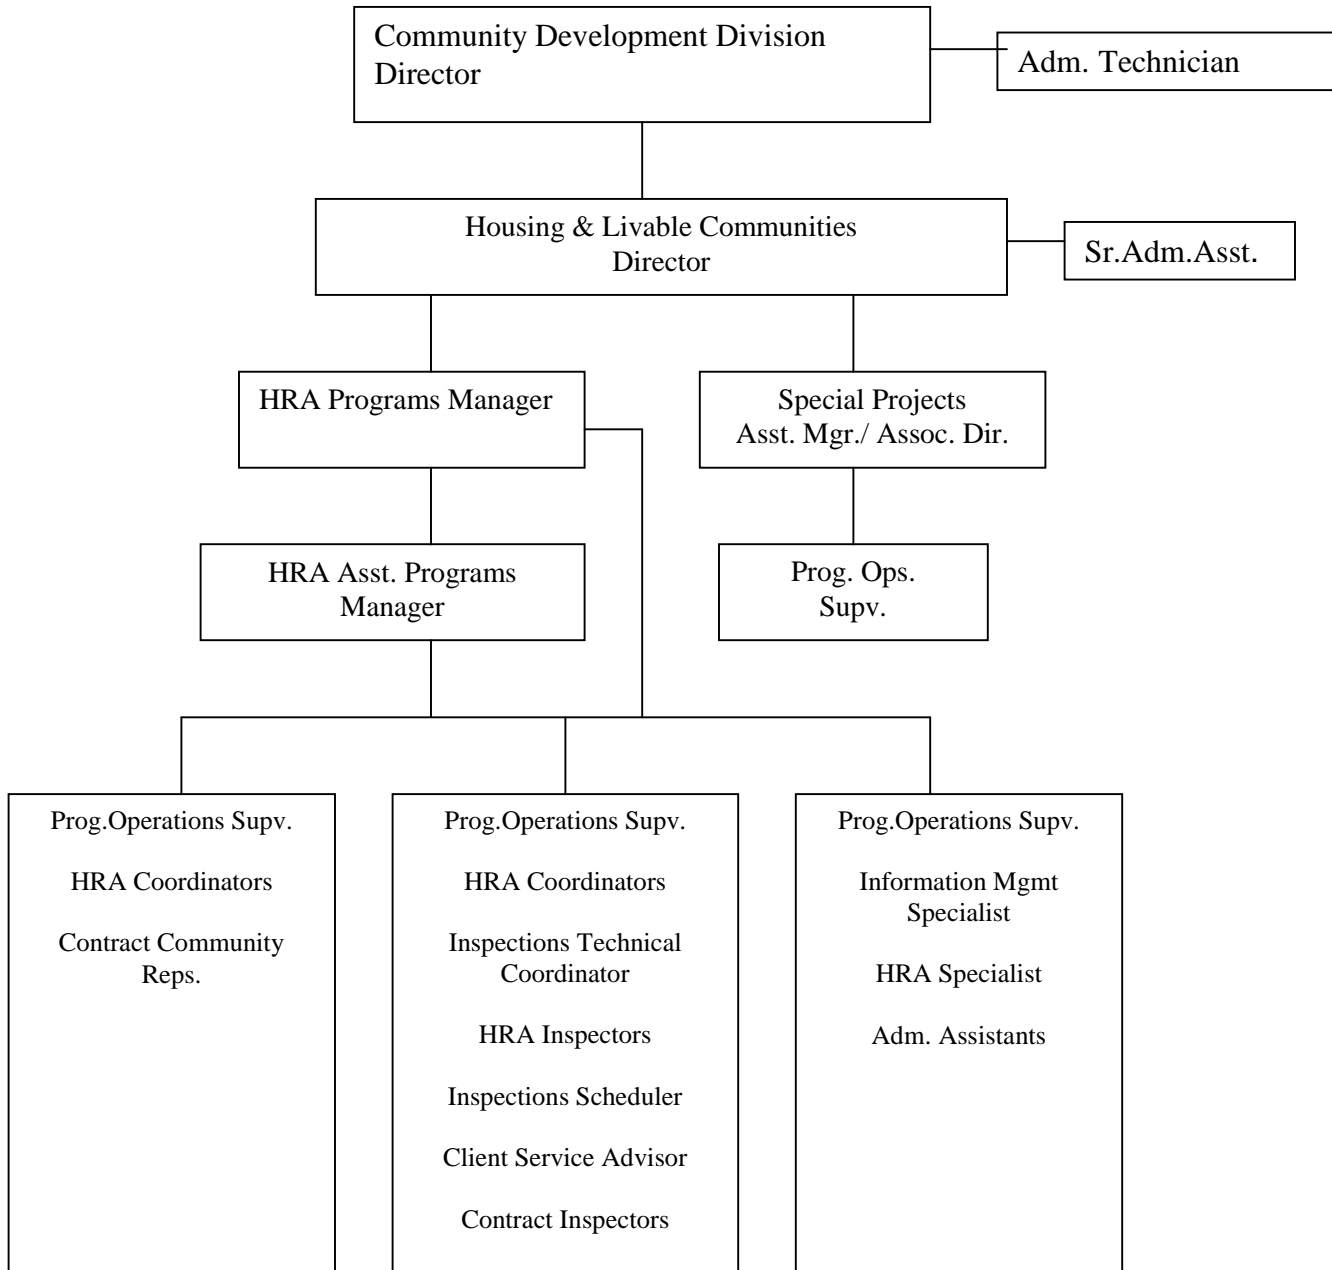 Community Development Division
Director
Adm. Technician
Housing & Livable Communities
Director
Sr.Adm.Asst.
HRA Programs Manager
Special Projects
Asst. Mgr./ Assoc. Dir.
HRA Asst. Programs
Manager
Prog. Ops.
Supv.
Prog.Operations Supv.
HRA Coordinators
Contract Community
Reps.
Prog.Operations Supv.
HRA Coordinators
Inspections Technical
Coordinator
HRA Inspectors
Inspections Scheduler
Client Service Advisor
Contract Inspectors
Prog.Operations Supv.
Information Mgmt
Specialist
HRA Specialist
Adm. Assistants